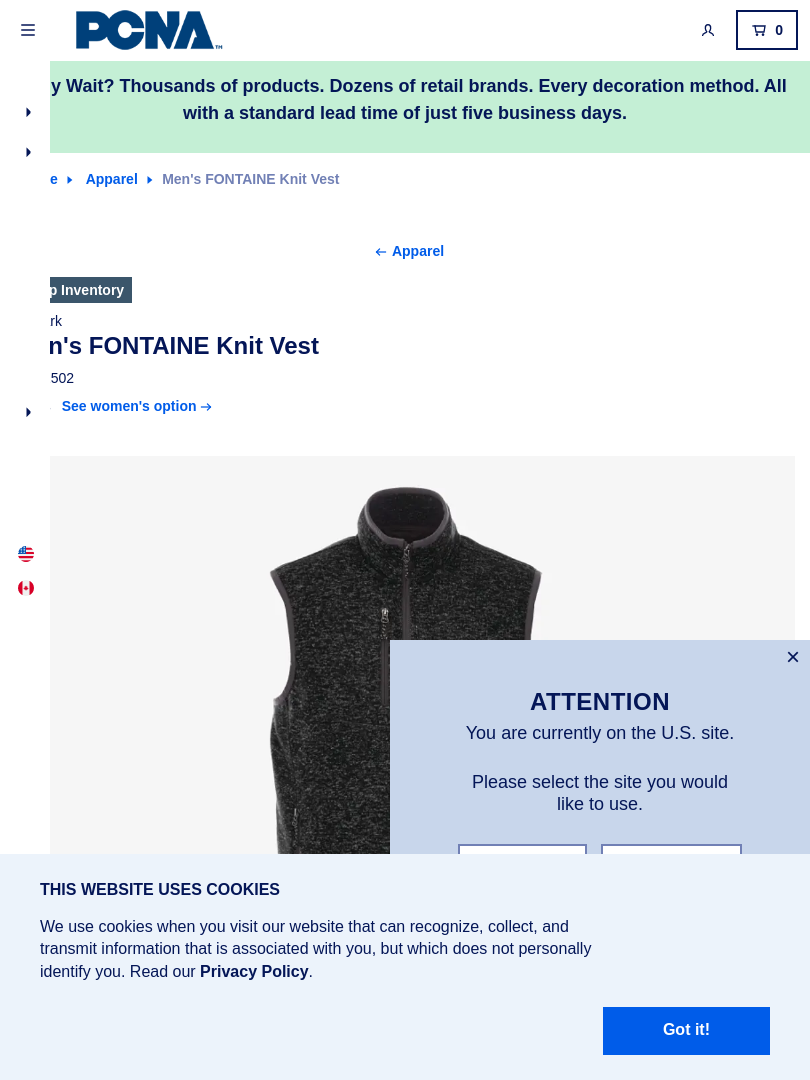 PCNA™
0
Wait? Thousands of products. Dozens of retail brands. Every decoration method. All
with a standard lead time of just five business days.
Apparel
Men's FONTAINE Knit Vest
Apparel
Inventory
FONTAINE Knit Vest
502
See women's option
ATTENTION
You are currently on the U.S. site.
Please select the site you would
like to use.
THIS WEBSITE USES COOKIES
We use cookies when you visit our website that can recognize, collect, and
transmit information that is associated with you, but which does not personally
identify you. Read our Privacy Policy.
Got it!